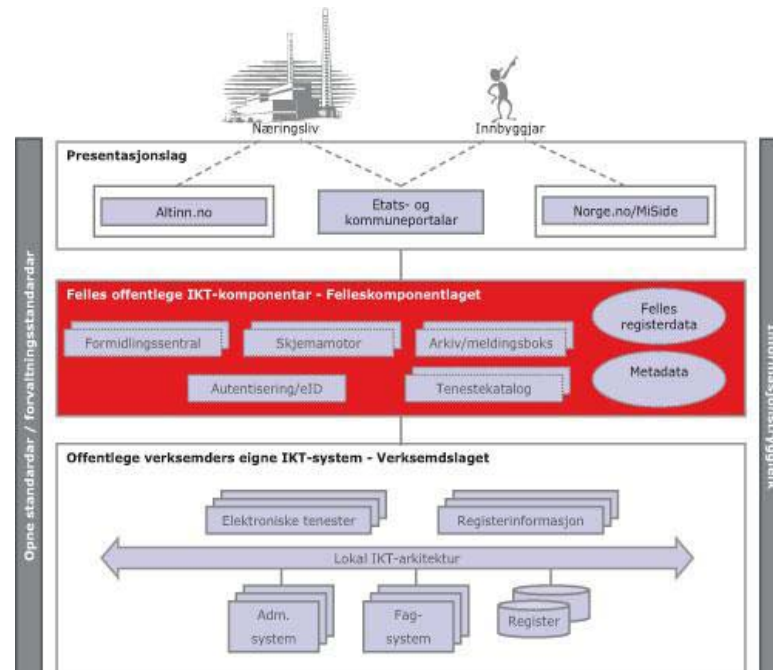 Næringsliv
Innbyggjar
Opne standardar / forvaltningsstandardar
Presentasjonslag
Altinn.no
Etats- og
kommuneportalar
Norge.no/MiSide
Felles offentlege IKT-komponentar - Felleskomponentlaget
Felles
registerdata
Formidlingssentral
Skjemamotor
Arkiv/meldingsboks
Autentisering/eID
Tenestekatalog
Metadata
Offentlege verksemders eigne IKT-system - Verksemdslaget
Elektroniske tenester
Registerinformasjon
Lokal IKT-arkitektur
Adm.
system
Fag-
system
Register